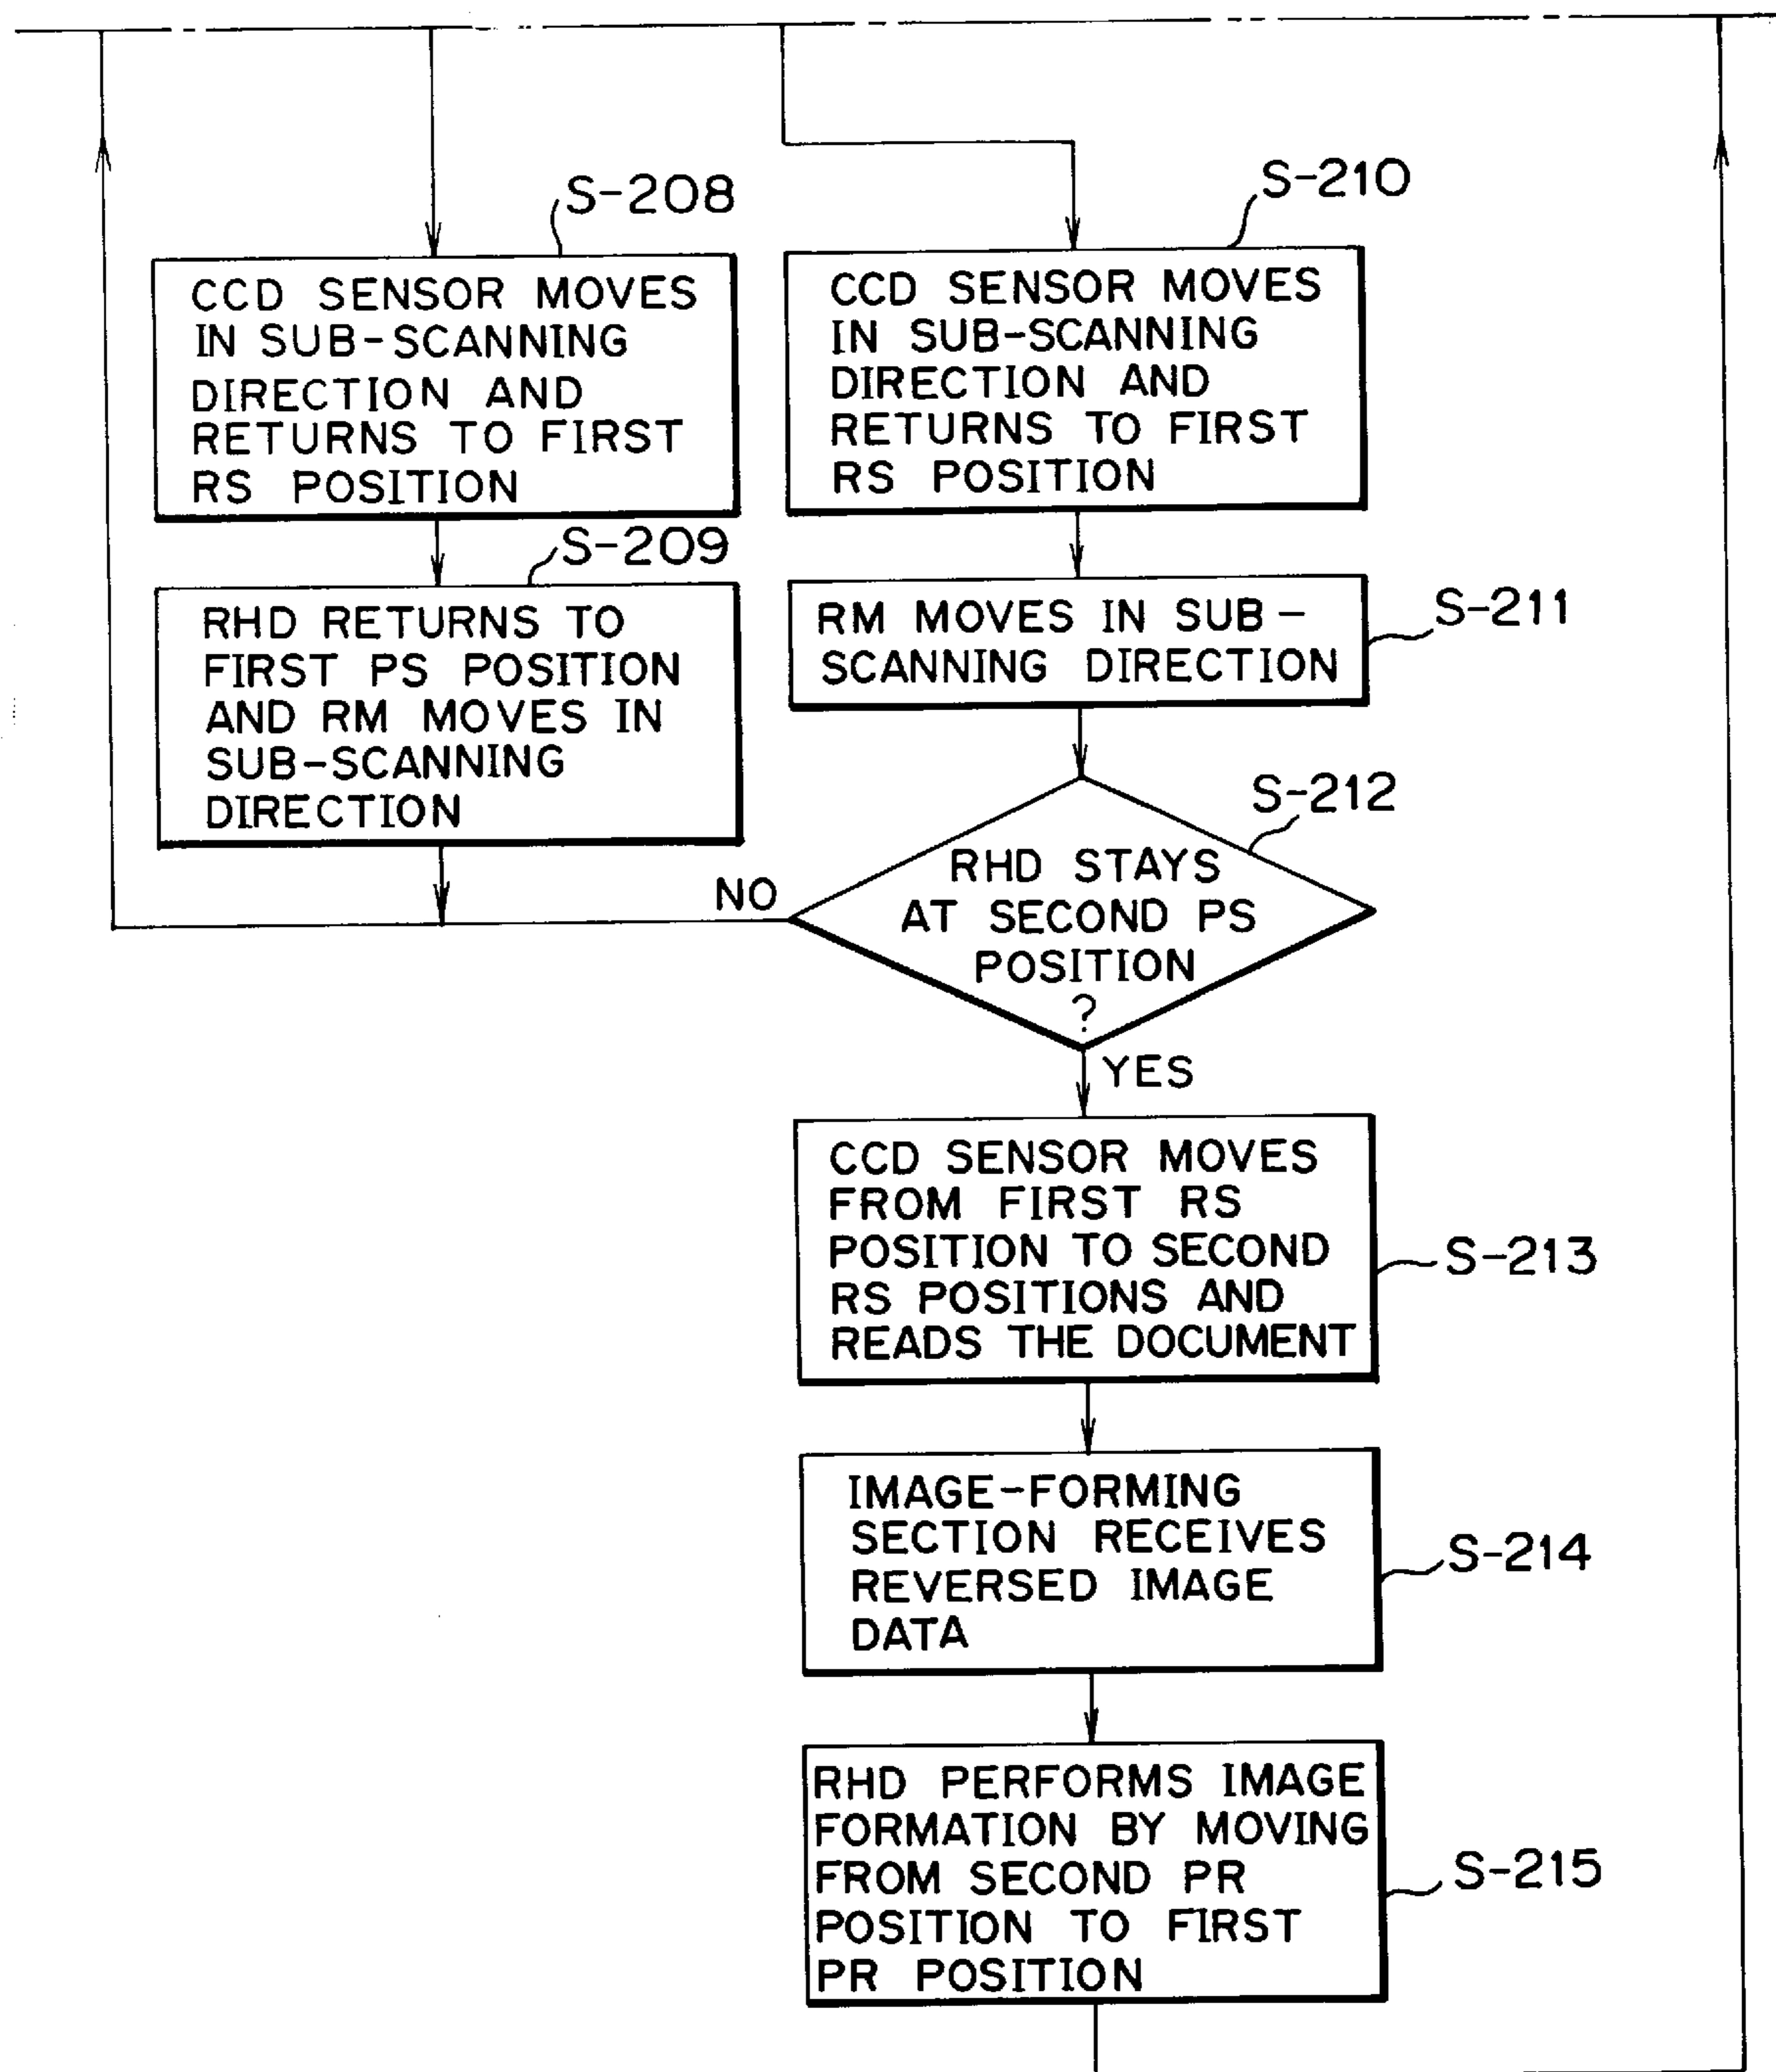 S-208
CCD SENSOR MOVES
IN SUB-SCANNING
DIRECTION AND
RETURNS TO FIRST
RS POSITION
S-209
RHD RETURNS TO
FIRST PS POSITION
AND RM MOVES IN
SUB-SCANNING
DIRECTION
S-210
CCD SENSOR MOVES
IN SUB-SCANNING
DIRECTION AND
RETURNS TO FIRST
RS POSITION
S-211
RM MOVES IN SUB-
SCANNING DIRECTION
S-212
RHD STAYS
AT SECOND PS
POSITION
?
NO
YES
CCD SENSOR MOVES
FROM FIRST RS
POSITION TO SECOND
RS POSITIONS AND
READS THE DOCUMENT
S-213
IMAGE-FORMING
SECTION RECEIVES
REVERSED IMAGE
DATA
S-214
RHD PERFORMS IMAGE
FORMATION BY MOVING
FROM SECOND PR
POSITION TO FIRST
PR POSITION
S-215